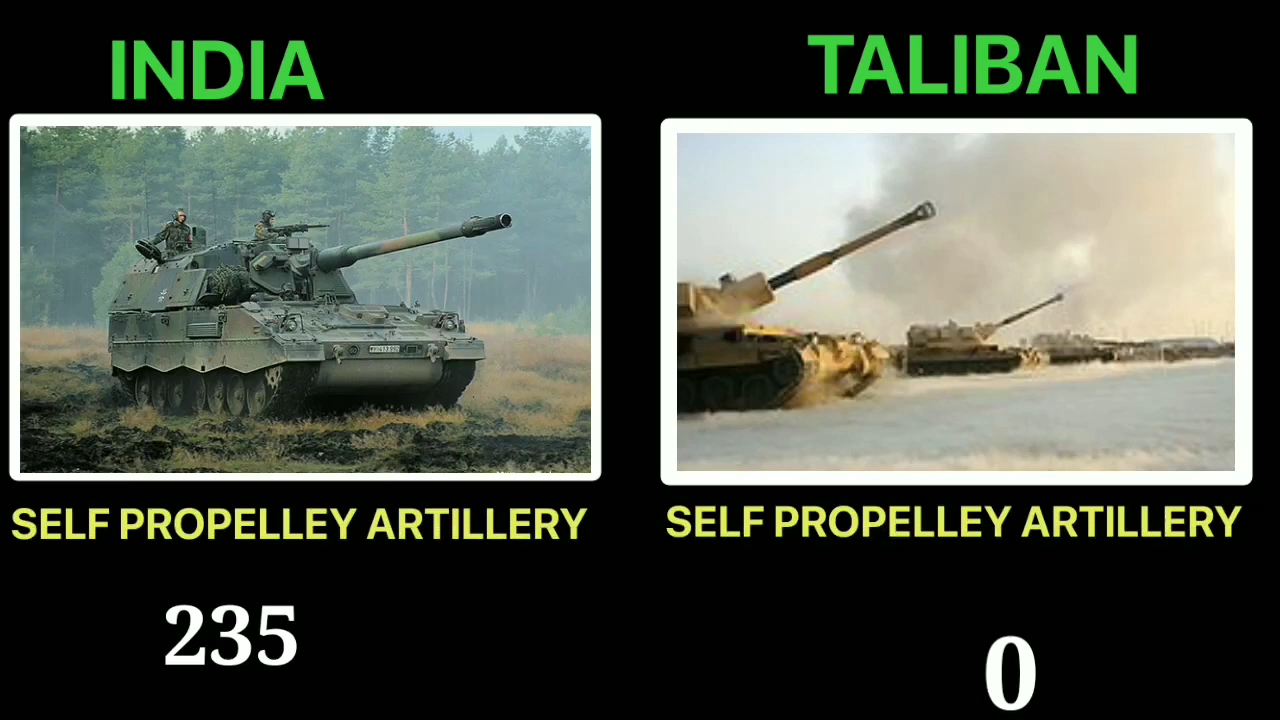 INDIA
TALIBAN
SELF PROPELLEY ARTILLERY
SELF PROPELLEY ARTILLERY
235
0